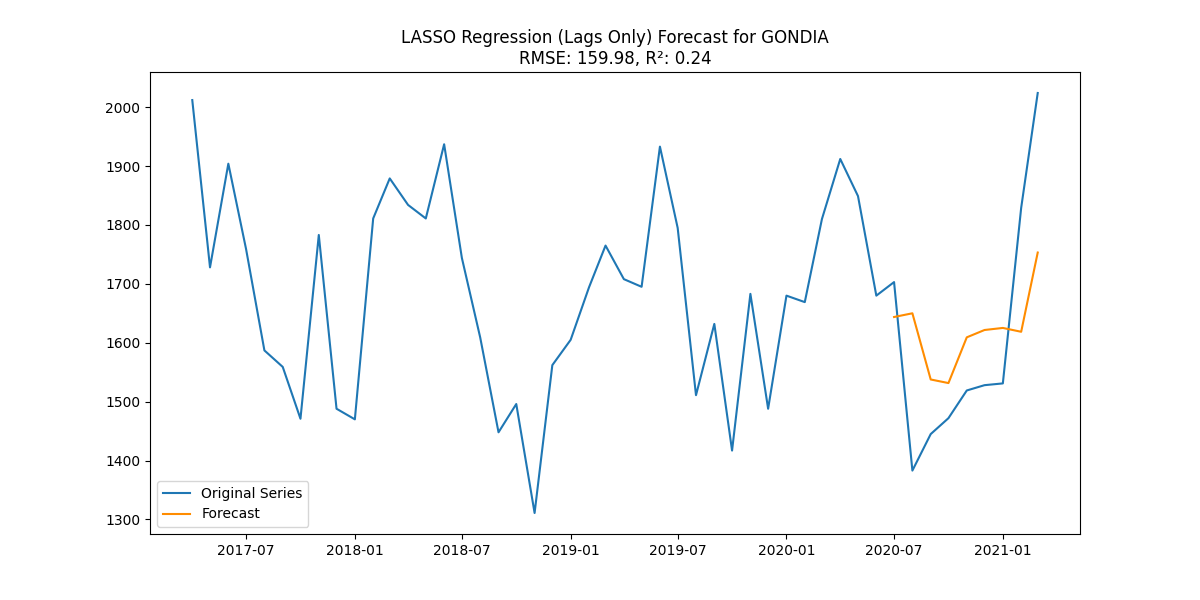 LASSO Regression (Lags Only) Forecast for GONDIA
RMSE: 159.98, R²: 0.24
2000
1900
1800
1700
1600
1500
1400
1300
Original Series
Forecast
2017-07 2018-01 2018-07 2019-01 2019-07 2020-01 2020-07 2021-01